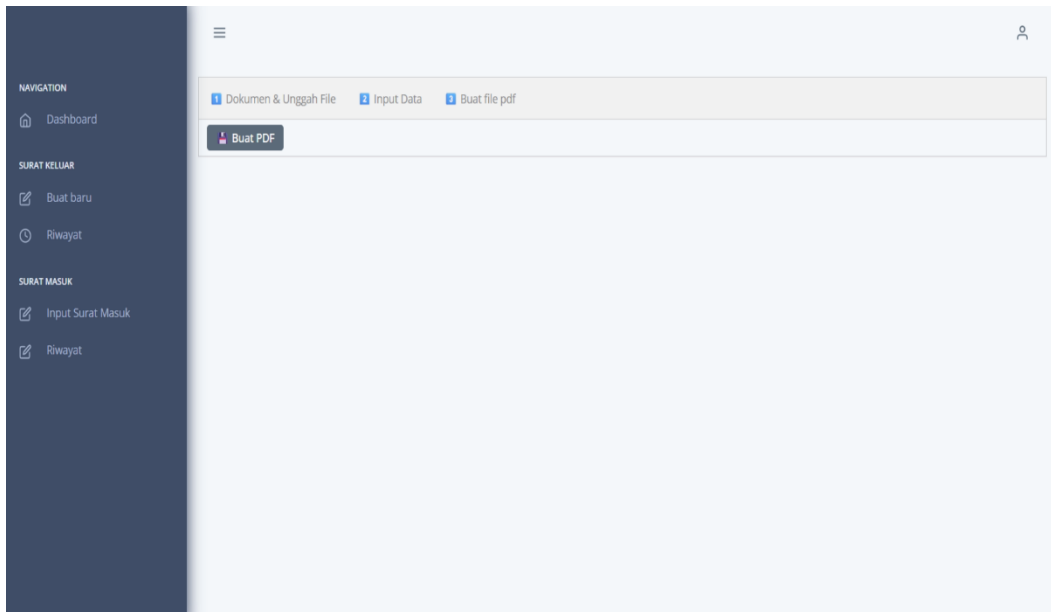 NAVIGATION
Dashboard
SURAT KELUAR
Buat baru
Riwayat
SURAT MASUK
Input Surat Masuk
Riwayat
1 Dokumen & Unggah File 2 Input Data 3 Buat file pdf
Buat PDF